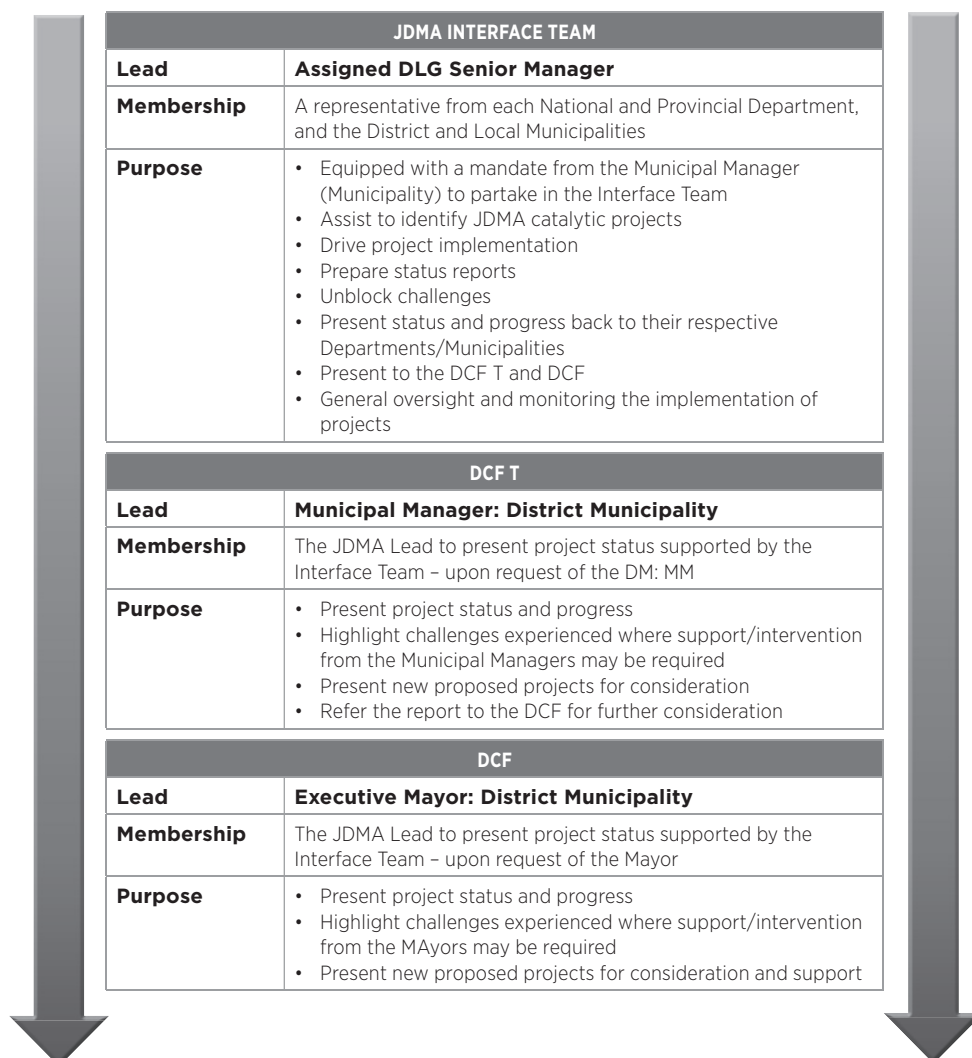 JDMA INTERFACE TEAM
Lead Assigned DLG Senior Manager
Membership A representative from each National and Provincial Department,
and the District and Local Municipalities
Purpose • Equipped with a mandate from the Municipal Manager
(Municipality) to partake in the Interface Team
• Assist to identify JDMA catalytic projects
• Drive project implementation
• Prepare status reports
• Unblock challenges
• Present status and progress back to their respective
Departments/Municipalities
• Present to the DCF T and DCF
• General oversight and monitoring the implementation of
projects
DCF T
Lead Municipal Manager: District Municipality
Membership The JDMA Lead to present project status supported by the
Interface Team – upon request of the DM: MM
Purpose • Present project status and progress
• Highlight challenges experienced where support/intervention
from the Municipal Managers may be required
• Present new proposed projects for consideration
• Refer the report to the DCF for further consideration
DCF
Lead Executive Mayor: District Municipality
Membership The JDMA Lead to present project status supported by the
Interface Team – upon request of the Mayor
Purpose • Present project status and progress
• Highlight challenges experienced where support/intervention
from the MAyors may be required
• Present new proposed projects for consideration and support